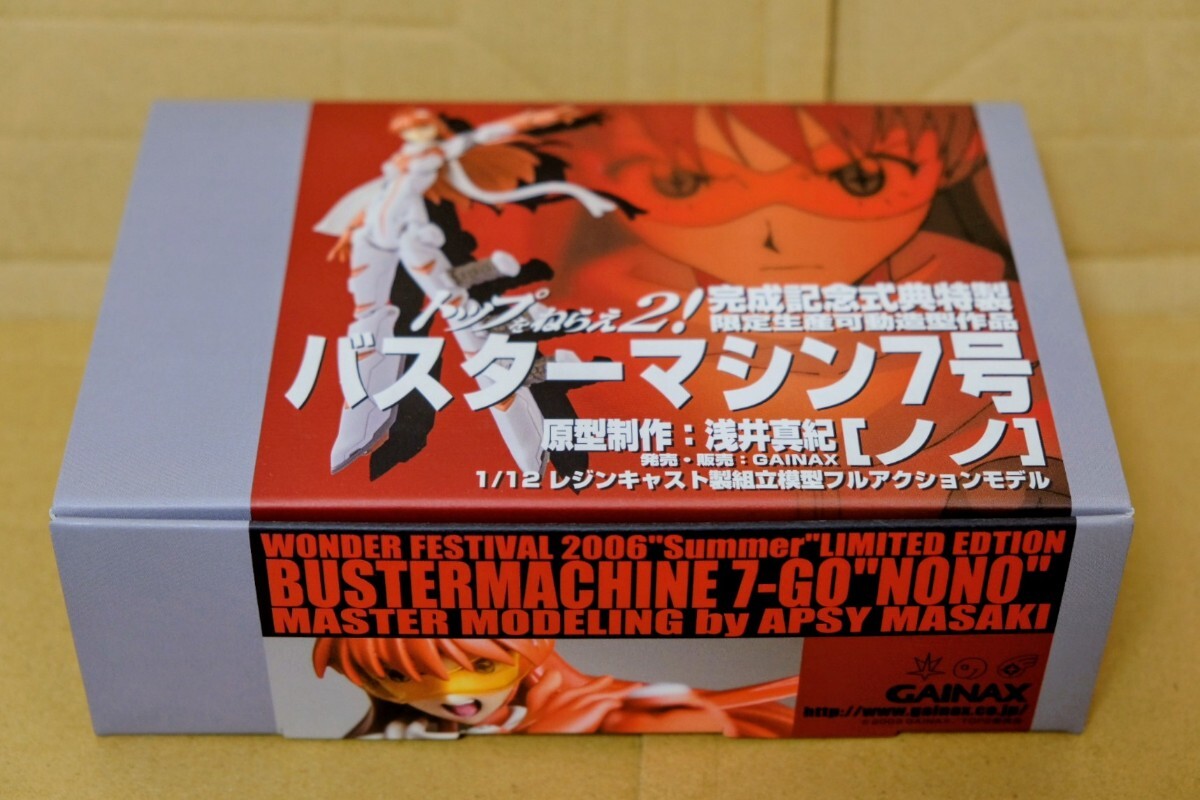 トップをねらえ2!
完成記念式典特製
限定生産可動造型作品
バスターマシン7号
原型制作：浅井真紀［ノノ］
発売・販売：GAINAX
1/12 レジンキャスト製組立模型フルアクションモデル
WONDER FESTIVAL 2006"Summer"LIMITED EDTION
BUSTERMACHINE 7-GO"NONO"
MASTER MODELING by APSY MASAKI
GAINAX
http://www.gainax.co.jp/